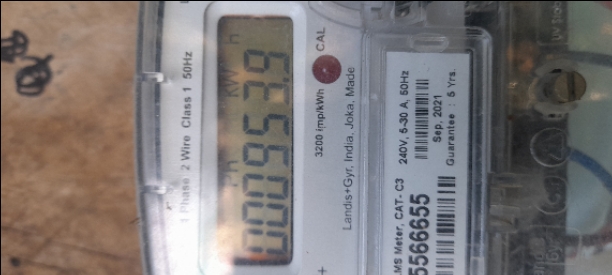 1 Phase 2 Wire Class 1 50Hz
KW h
0009539
3200 imp/kWh CAL
Landis+Gyr, India, Joka, Made
MS Meter, CAT- C3 240V, 5-30 A, 50Hz
Sep, 2021
5566655 Guarantee : 5 Yrs.